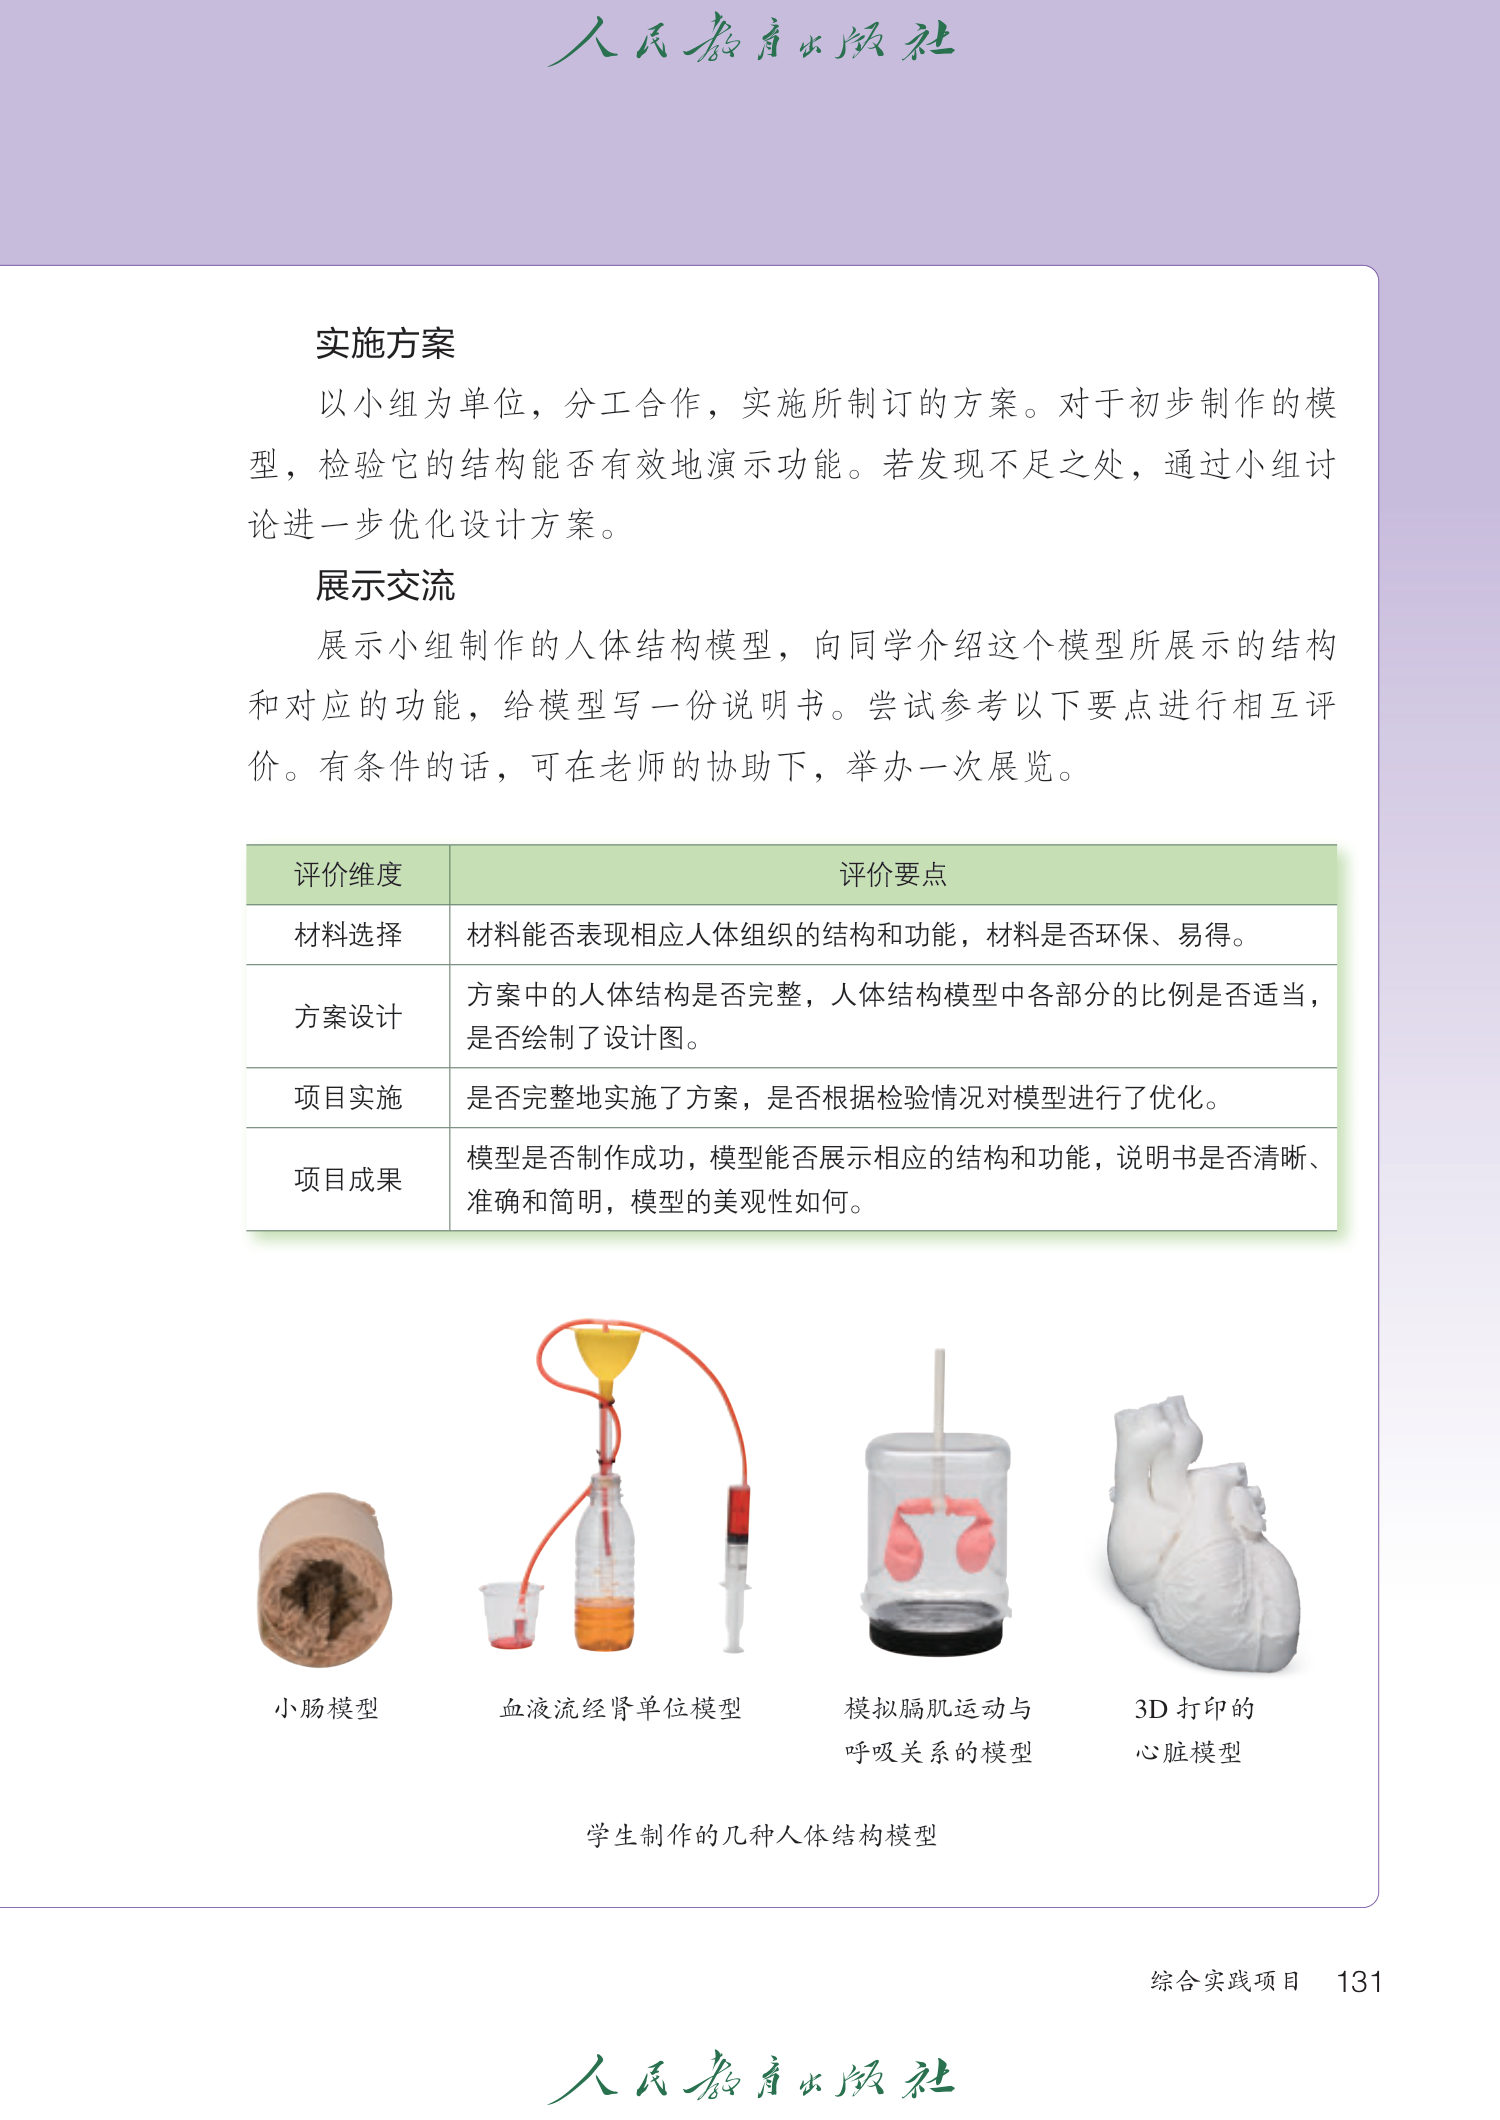 人民教育出版社
实施方案
以小组为单位，分工合作，实施所制订的方案。对于初步制作的模
型，检验它的结构能否有效地演示功能。若发现不足之处，通过小组讨
论进一步优化设计方案。
展示交流
展示小组制作的人体结构模型，向同学介绍这个模型所展示的结构
和对应的功能，给模型写一份说明书。尝试参考以下要点进行相互评
价。有条件的话，可在老师的协助下，举办一次展览。
评价维度 评价要点
材料选择 材料能否表现相应人体组织的结构和功能，材料是否环保、易得。
方案设计 方案中的人体结构是否完整，人体结构模型中各部分的比例是否适当，
是否绘制了设计图。
项目实施 是否完整地实施了方案，是否根据检验情况对模型进行了优化。
项目成果 模型是否制作成功，模型能否展示相应的结构和功能，说明书是否清晰、
准确和简明，模型的美观性如何。
小肠模型
血液流经肾单位模型
模拟膈肌运动与
呼吸关系的模型
3D 打印的
心脏模型
学生制作的几种人体结构模型
综合实践项目 131
人民教育出版社